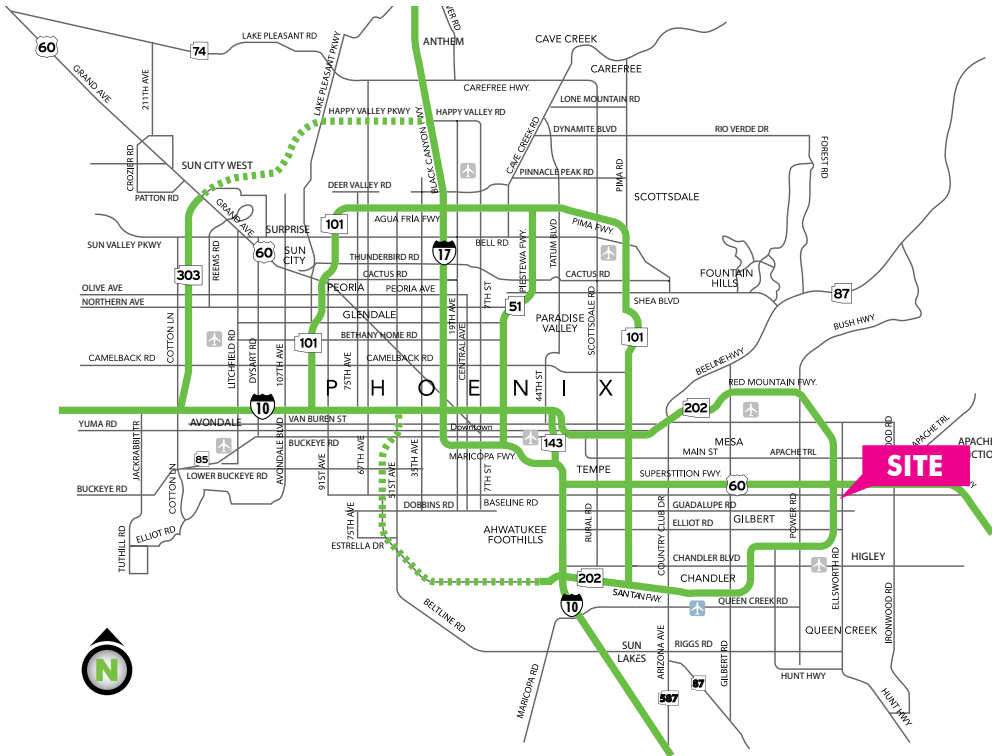 60
74
LAKE PLEASANT RD
LAKE PLEASANT PKWY
ANTHEM
CAVE CREEK
CAREFREE
GRAND AVE
211TH AVE
CAREFREE HWY.
LONE MOUNTAIN RD
HAPPY VALLEY PKWY
HAPPY VALLEY RD
DYNAMITE BLVD
RIO VERDE DR
BLACK CANYON
CAVE CREEK RD
FOREST RD
CROZIER RD
SUN CITY WEST
PINNACLE PEAK RD
PIMA RD
DEER VALLEY RD
SCOTTSDALE
PATTON RD
GRAND AVE
101
AGUA FRIA FWY.
PIMA FWY.
SURPRISE
SUN VALLEY PKWY
REEMS RD
60
SUN
CITY
17
BELL RD
PIESTEWA FWY.
TATUM BLVD
THUNDERBIRD RD
303
CACTUS RD
CACTUS RD
FOUNTAIN
HILLS
OLIVE AVE
PEORIA
PEORIA AVE
7TH ST
87
NORTHERN AVE
51
SHEA BLVD
GLENDALE
19TH AVE
PARADISE
VALLEY
SCOTTSDALE RD
BUSH HWY
COTTON LN
LITCHFIELD RD
DYSART RD
107TH AVE
101
BETHANY HOME RD
CENTRAL AVE
101
CAMELBACK RD
75TH AVE
CAMELBACK RD
BEELINE HWY
44TH ST
PHOENIX
RED MOUNTAIN FWY.
10
202
YUMA RD
AVONDALE
VAN BUREN ST
Downtown
JACKRABBIT TR
AVONDALE BLVD
BUCKEYE RD
143
MESA
MAIN ST
APACHE TRL
APACHE TRL
SITE
85
67TH AVE
35TH AVE
MARICOPA FWY.
TEMPE
LOWER BUCKEYE RD
91ST AVE
51ST AVE
7TH ST
SUPERSTITION FWY.
60
BUCKEYE RD
COTTON LN
75TH AVE
DOBBINS RD
BASELINE RD
RURAL RD
COUNTRY CLUB DR
GUADALUPE RD
POWER RD
ELLIOT RD
GILBERT
TUTHILL RD
ELLIOT RD
ESTRELLA DR
AHWATUKEE
FOOTHILLS
CHANDLER BLVD
HIGLEY
202
SANTAN FWY.
CHANDLER
ELLSWORTH RD
IRONWOOD RD
10
QUEEN CREEK RD
BELTLINE RD
QUEEN CREEK
SUN
LAKES
ARIZONA AVE
RIGGS RD
GILBERT RD
HUNT HWY
MARICOPA RD
87
587
HUNT HWY
N